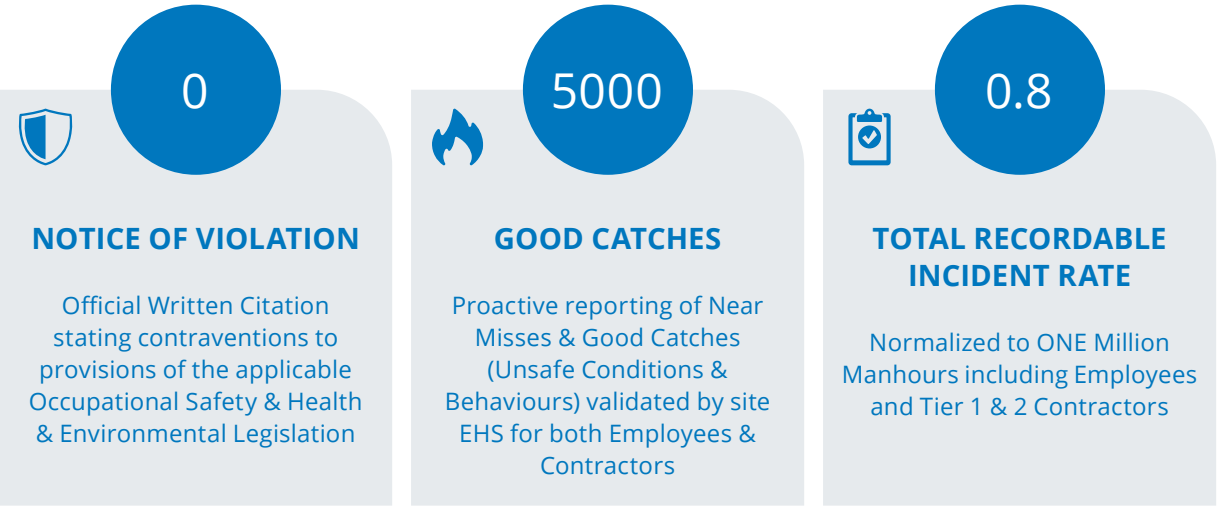 0
NOTICE OF VIOLATION
Official Written Citation
stating contraventions to
provisions of the applicable
Occupational Safety & Health
& Environmental Legislation
5000
GOOD CATCHES
Proactive reporting of Near
Misses & Good Catches
(Unsafe Conditions &
Behaviours) validated by site
EHS for both Employees &
Contractors
0.8
TOTAL RECORDABLE
INCIDENT RATE
Normalized to ONE Million
Manhours including Employees
and Tier 1 & 2 Contractors